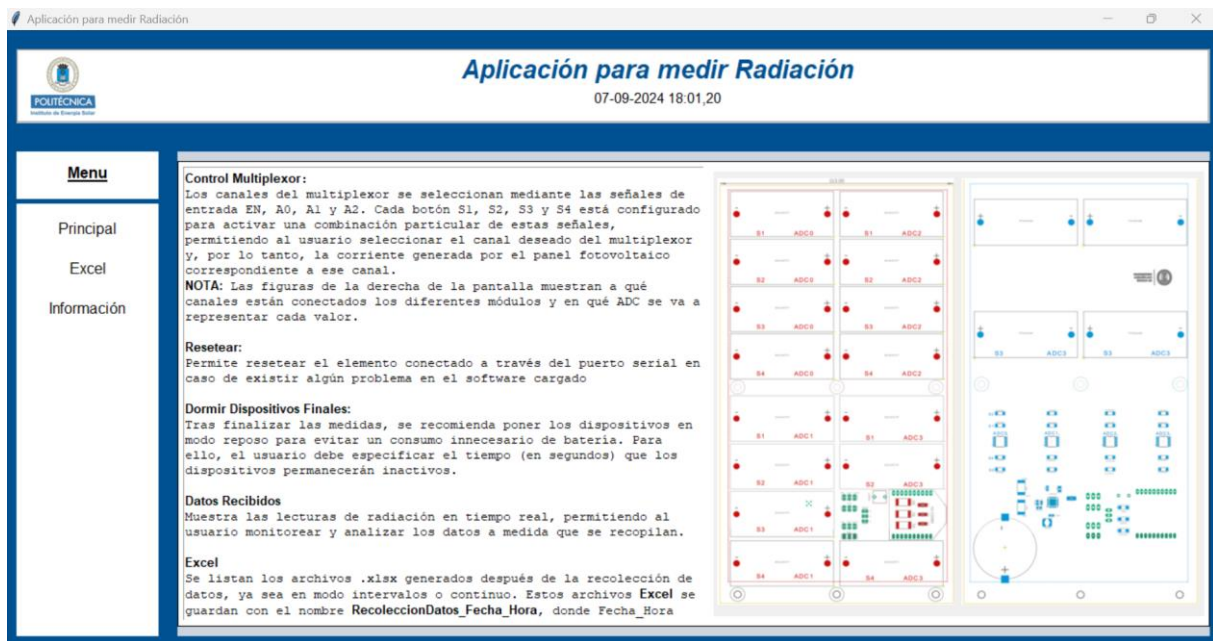 Aplicación para medir Radiación
POLITÉCNICA
Instituto de Energía Solar
Aplicación para medir Radiación
07-09-2024 18:01,20
Menu
Principal
Excel
Información
Control Multiplexor:
Los canales del multiplexor se seleccionan mediante las señales de
entrada EN, A0, A1 y A2. Cada botón S1, S2, S3 y S4 está configurado
para activar una combinación particular de estas señales,
permitiendo al usuario seleccionar el canal deseado del multiplexor
y, por lo tanto, la corriente generada por el panel fotovoltaico
correspondiente a ese canal.
NOTA: Las figuras de la derecha de la pantalla muestran a qué
canales están conectados los diferentes módulos y en qué ADC se va a
representar cada valor.
Resetear:
Permite resetear el elemento conectado a través del puerto serial en
caso de existir algún problema en el software cargado
Dormir Dispositivos Finales:
Tras finalizar las medidas, se recomienda poner los dispositivos en
modo reposo para evitar un consumo innecesario de batería. Para
ello, el usuario debe especificar el tiempo (en segundos) que los
dispositivos permanecerán inactivos.
Datos Recibidos
Muestra las lecturas de radiación en tiempo real, permitiendo al
usuario monitorear y analizar los datos a medida que se recopilan.
Excel
Se listan los archivos .xlsx generados después de la recolección de
datos, ya sea en modo intervalos o continuo. Estos archivos Excel se
guardan con el nombre RecoleccionDatos_Fecha_Hora, donde Fecha_Hora
S1 ADC0 S1 ADC2
S2 ADC0 S2 ADC2
S3 ADC0 S3 ADC2
S4 ADC0 S4 ADC2
S1 ADC1 S1 ADC3
S2 ADC1 S2 ADC3
S3 ADC1
S4 ADC1 S4 ADC3
S3 ADC3 S3 ADC3